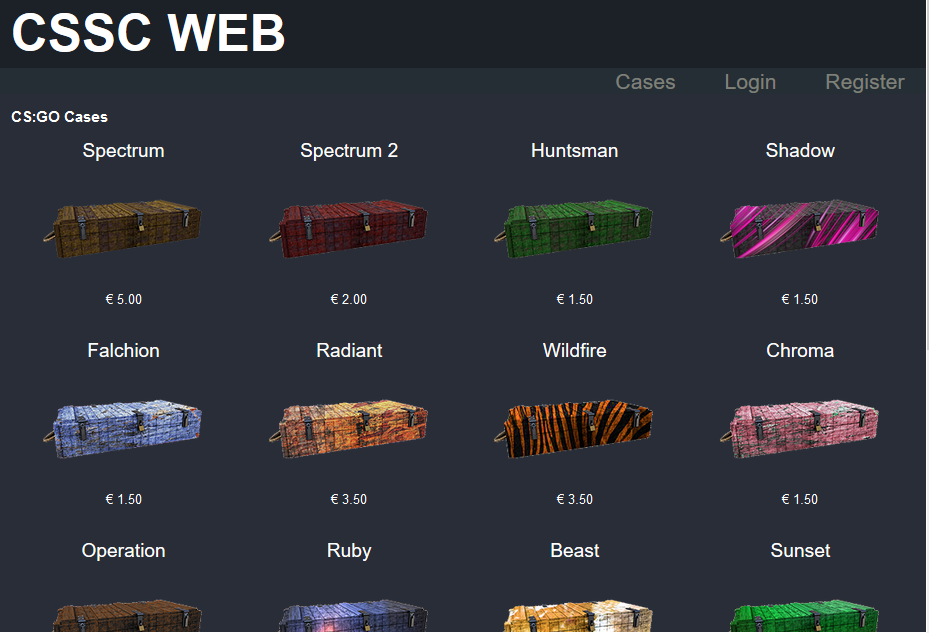 CSSC WEB
Cases Login Register
CS:GO Cases
Spectrum Spectrum 2 Huntsman Shadow
€ 5.00 € 2.00 € 1.50 € 1.50
Falchion Radiant Wildfire Chroma
€ 1.50 € 3.50 € 3.50 € 1.50
Operation Ruby Beast Sunset